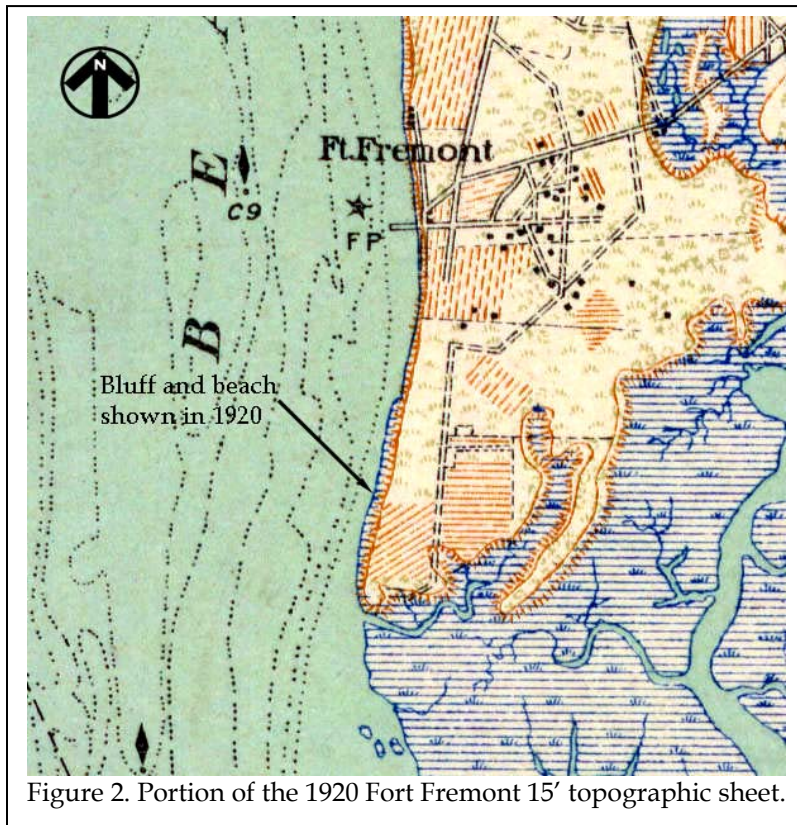 N
Ft.Fremont
E
C9
FP
B
Bluff and beach
shown in 1920
Figure 2. Portion of the 1920 Fort Fremont 15' topographic sheet.